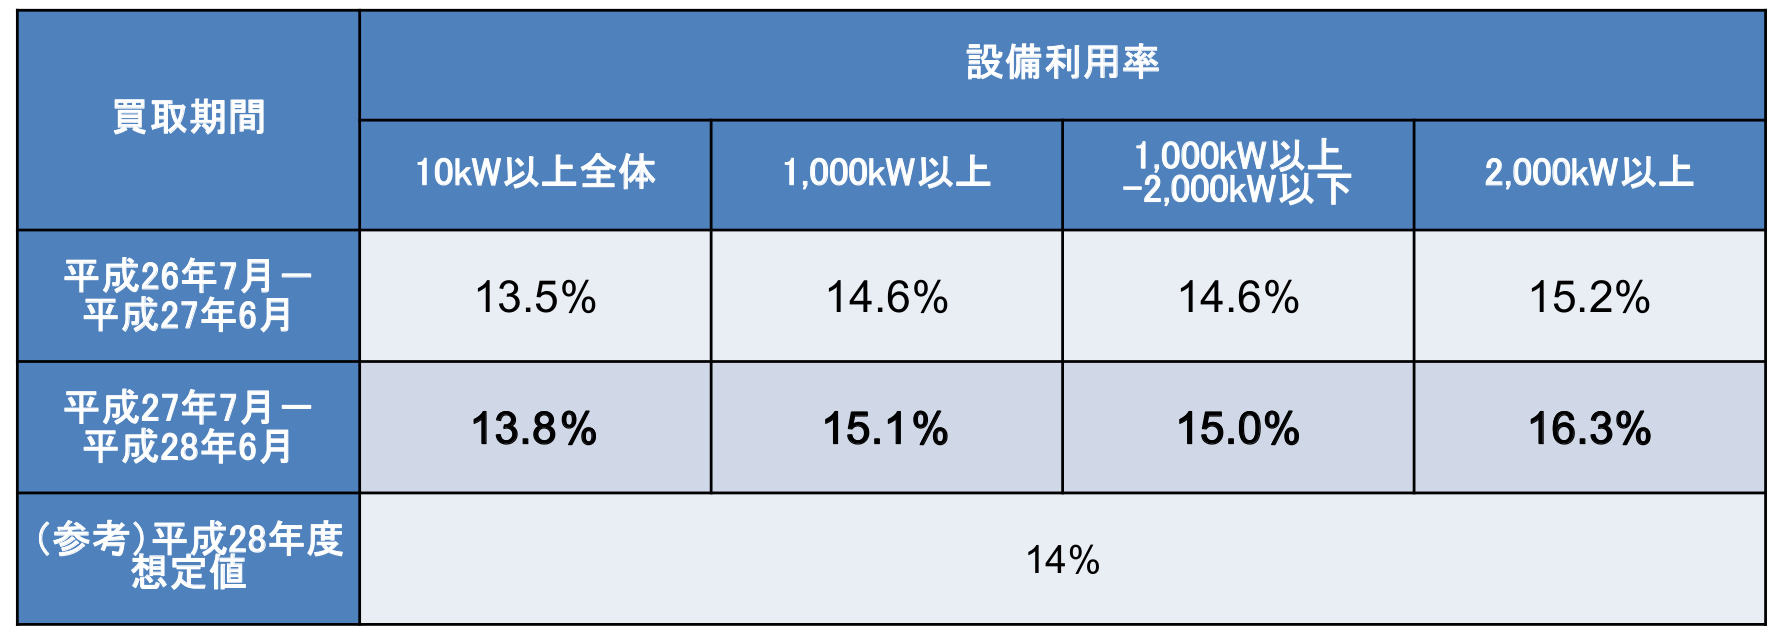 買取期間
設備利用率
10kW以上全体
1,000kW以上
1,000kW以上
-2,000kW以下
2,000kW以上
平成26年7月ー
平成27年6月
13.5%
14.6%
14.6%
15.2%
平成27年7月ー
平成28年6月
13.8%
15.1%
15.0%
16.3%
（参考）平成28年度
想定値
14%